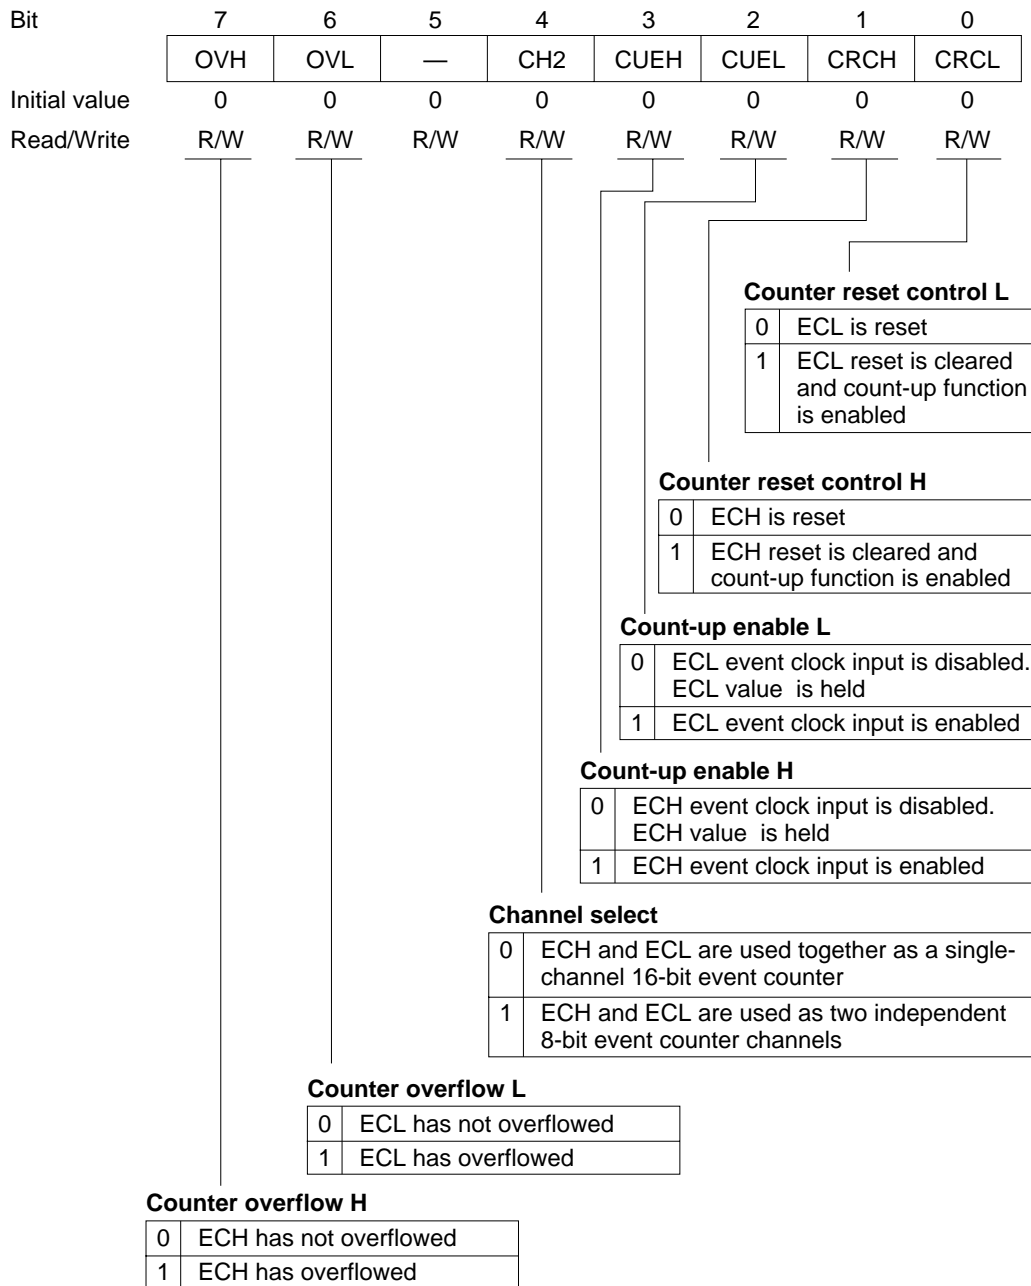 Bit 7 6 5 4 3 2 1 0
OVH OVL — CH2 CUEH CUEL CRCH CRCL
Initial value 0 0 0 0 0 0 0 0
Read/Write R/W R/W R/W R/W R/W R/W R/W R/W
Counter reset control L
0 ECL is reset
1 ECL reset is cleared
and count-up function
is enabled
Counter reset control H
0 ECH is reset
1 ECH reset is cleared and
count-up function is enabled
Count-up enable L
0 ECL event clock input is disabled.
ECL value is held
1 ECL event clock input is enabled
Count-up enable H
0 ECH event clock input is disabled.
ECH value is held
1 ECH event clock input is enabled
Channel select
0 ECH and ECL are used together as a single-
channel 16-bit event counter
1 ECH and ECL are used as two independent
8-bit event counter channels
Counter overflow L
0 ECL has not overflowed
1 ECL has overflowed
Counter overflow H
0 ECH has not overflowed
1 ECH has overflowed